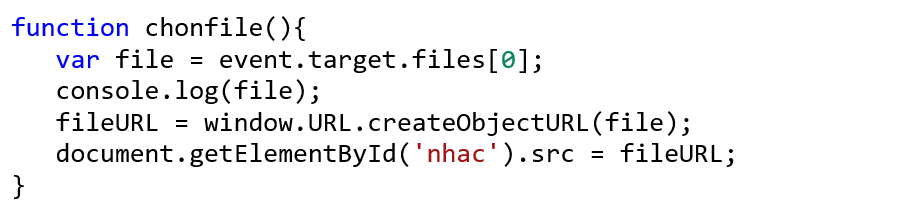 function chonfile(){
   var file = event.target.files[0];
   console.log(file);
   fileURL = window.URL.createObjectURL(file);
   document.getElementById('nhac').src = fileURL;
}